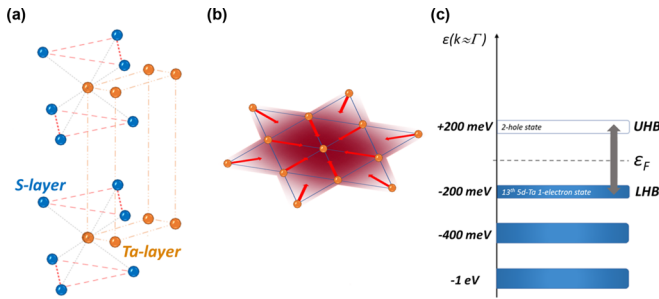 (a)
S-layer
Ta-layer
(b)
(c)
ε(k≈Γ)
+200 meV
2-hole state
UHB
εF
-200 meV
13th 5d-Ta 1-electron state
LHB
-400 meV
-1 eV